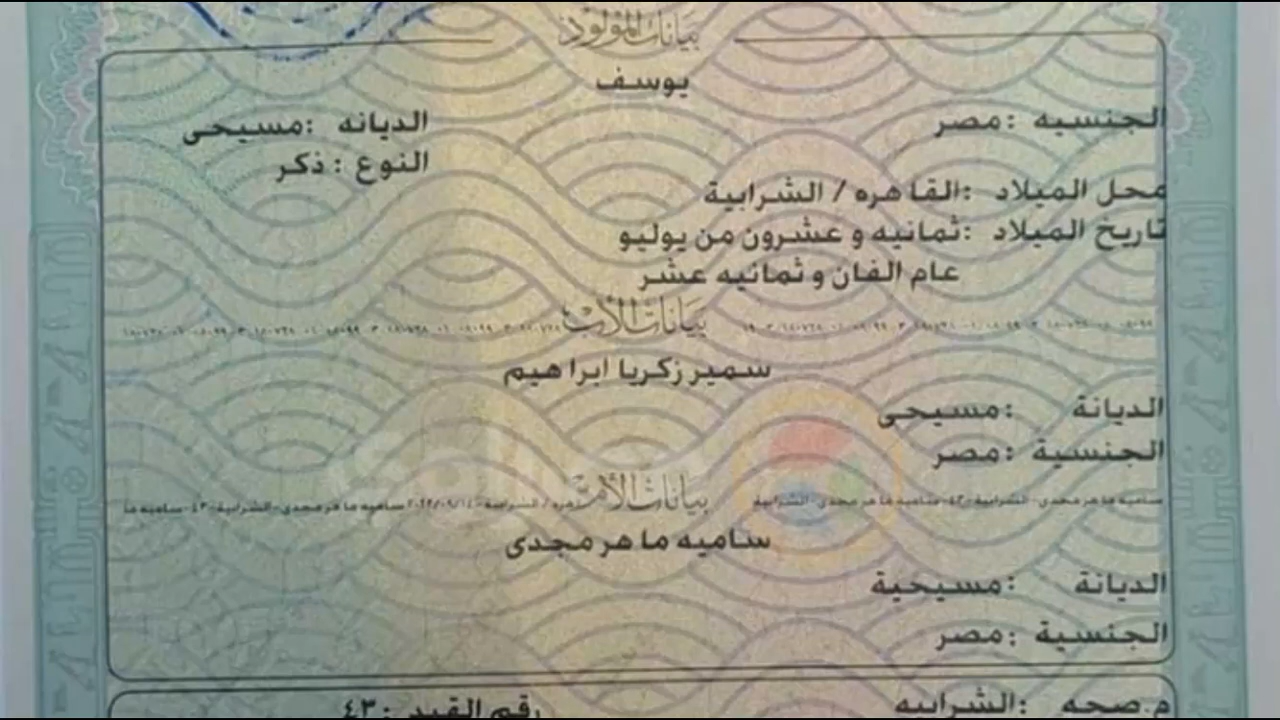 بيانات المولود
يوسف
الجنسيه :مصر الديانه :مسيحى
النوع :ذكر
محل الميلاد :القاهره / الشرابية
تاريخ الميلاد :ثمانيه و عشرون من يوليو
عام الفان و ثمانيه عشر
بيانات الأب
سمير زكريا ابراهيم
الديانة :مسيحى
الجنسية :مصر
بيانات الأم
ساميه ماهر مجدى
الديانة :مسيحية
الجنسية :مصر
م.صحه :الشرابيه رقم القيد :٤٣